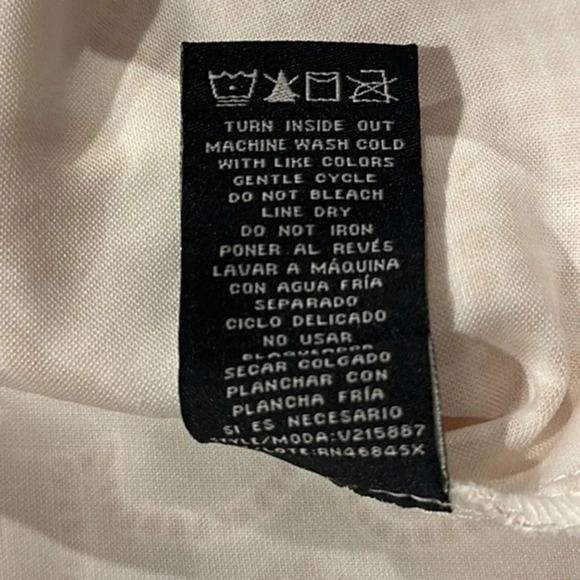 TURN INSIDE OUT
MACHINE WASH COLD
WITH LIKE COLORS
GENTLE CYCLE
DO NOT BLEACH
LINE DRY
DO NOT IRON
PONER AL REVÉS
LAVAR A MÁQUINA
CON AGUA FRÍA
SEPARADO
CICLO DELICADO
NO USAR
SECAR COLGADO
PLANCHAR CON
PLANCHA FRÍA
SI ES NECESARIO
STYLE/MODA:V215887